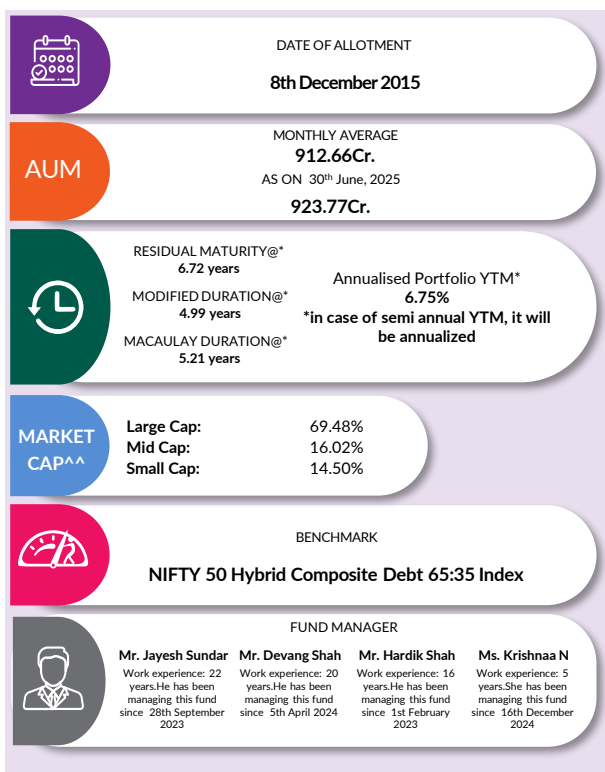 DATE OF ALLOTMENT
8th December 2015
AUM
MONTHLY AVERAGE
912.66Cr.
AS ON 30th June, 2025
923.77Cr.
RESIDUAL MATURITY@*
6.72 years
MODIFIED DURATION@*
4.99 years
MACAULAY DURATION@*
5.21 years
Annualised Portfolio YTM*
6.75%
*in case of semi annual YTM, it will
be annualized
MARKET
CAP^^
Large Cap: 69.48%
Mid Cap: 16.02%
Small Cap: 14.50%
BENCHMARK
NIFTY 50 Hybrid Composite Debt 65:35 Index
FUND MANAGER
Mr. Jayesh Sundar
Work experience: 22
years.He has been
managing this fund
since 28th September
2023
Mr. Devang Shah
Work experience: 20
years.He has been
managing this fund
since 5th April 2024
Mr. Hardik Shah
Work experience: 16
years.He has been
managing this fund
since 1st February
2023
Ms. Krishnaa N
Work experience: 5
years.She has been
managing this fund
since 16th December
2024